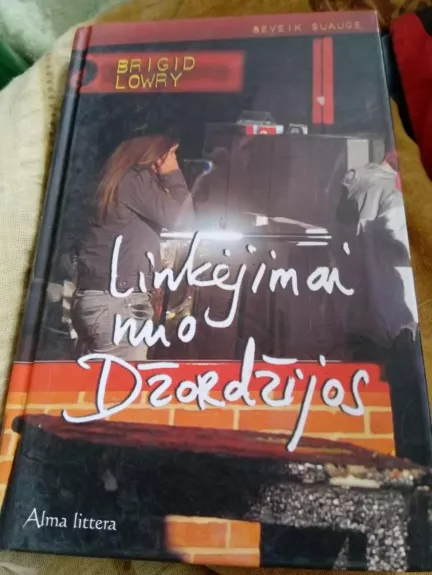 BEVEIK SUAUGĘ
BRIGID
LOWRY
Linkėjimai
nuo
Džordžijos
Alma littera